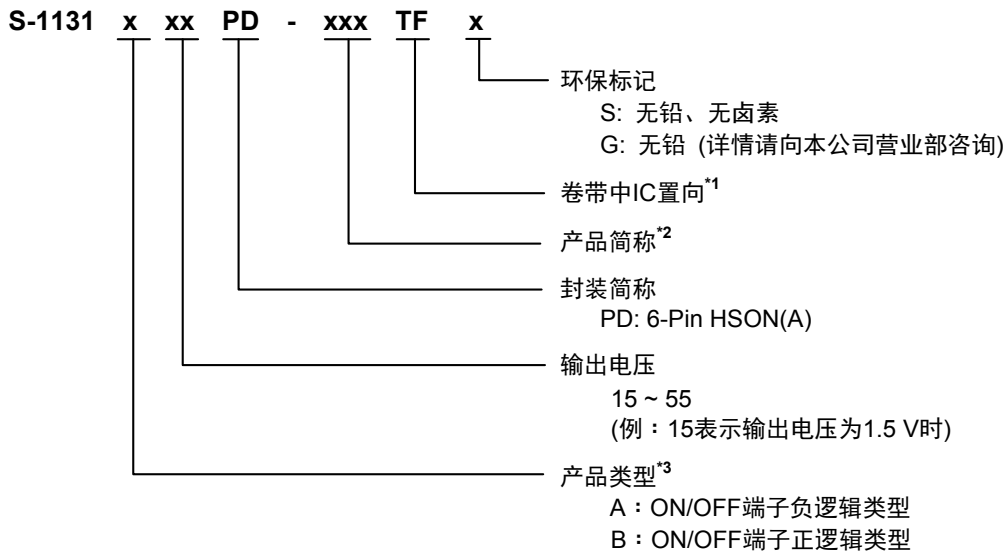 S-1131 x xx PD - xxx TF x
环保标记
S: 无铅、无卤素
G: 无铅 (详情请向本公司营业部咨询)
卷带中IC置向*1
产品简称*2
封装简称
PD: 6-Pin HSON(A)
输出电压
15 ~ 55
(例：15表示输出电压为1.5 V时)
产品类型*3
A：ON/OFF端子负逻辑类型
B：ON/OFF端子正逻辑类型